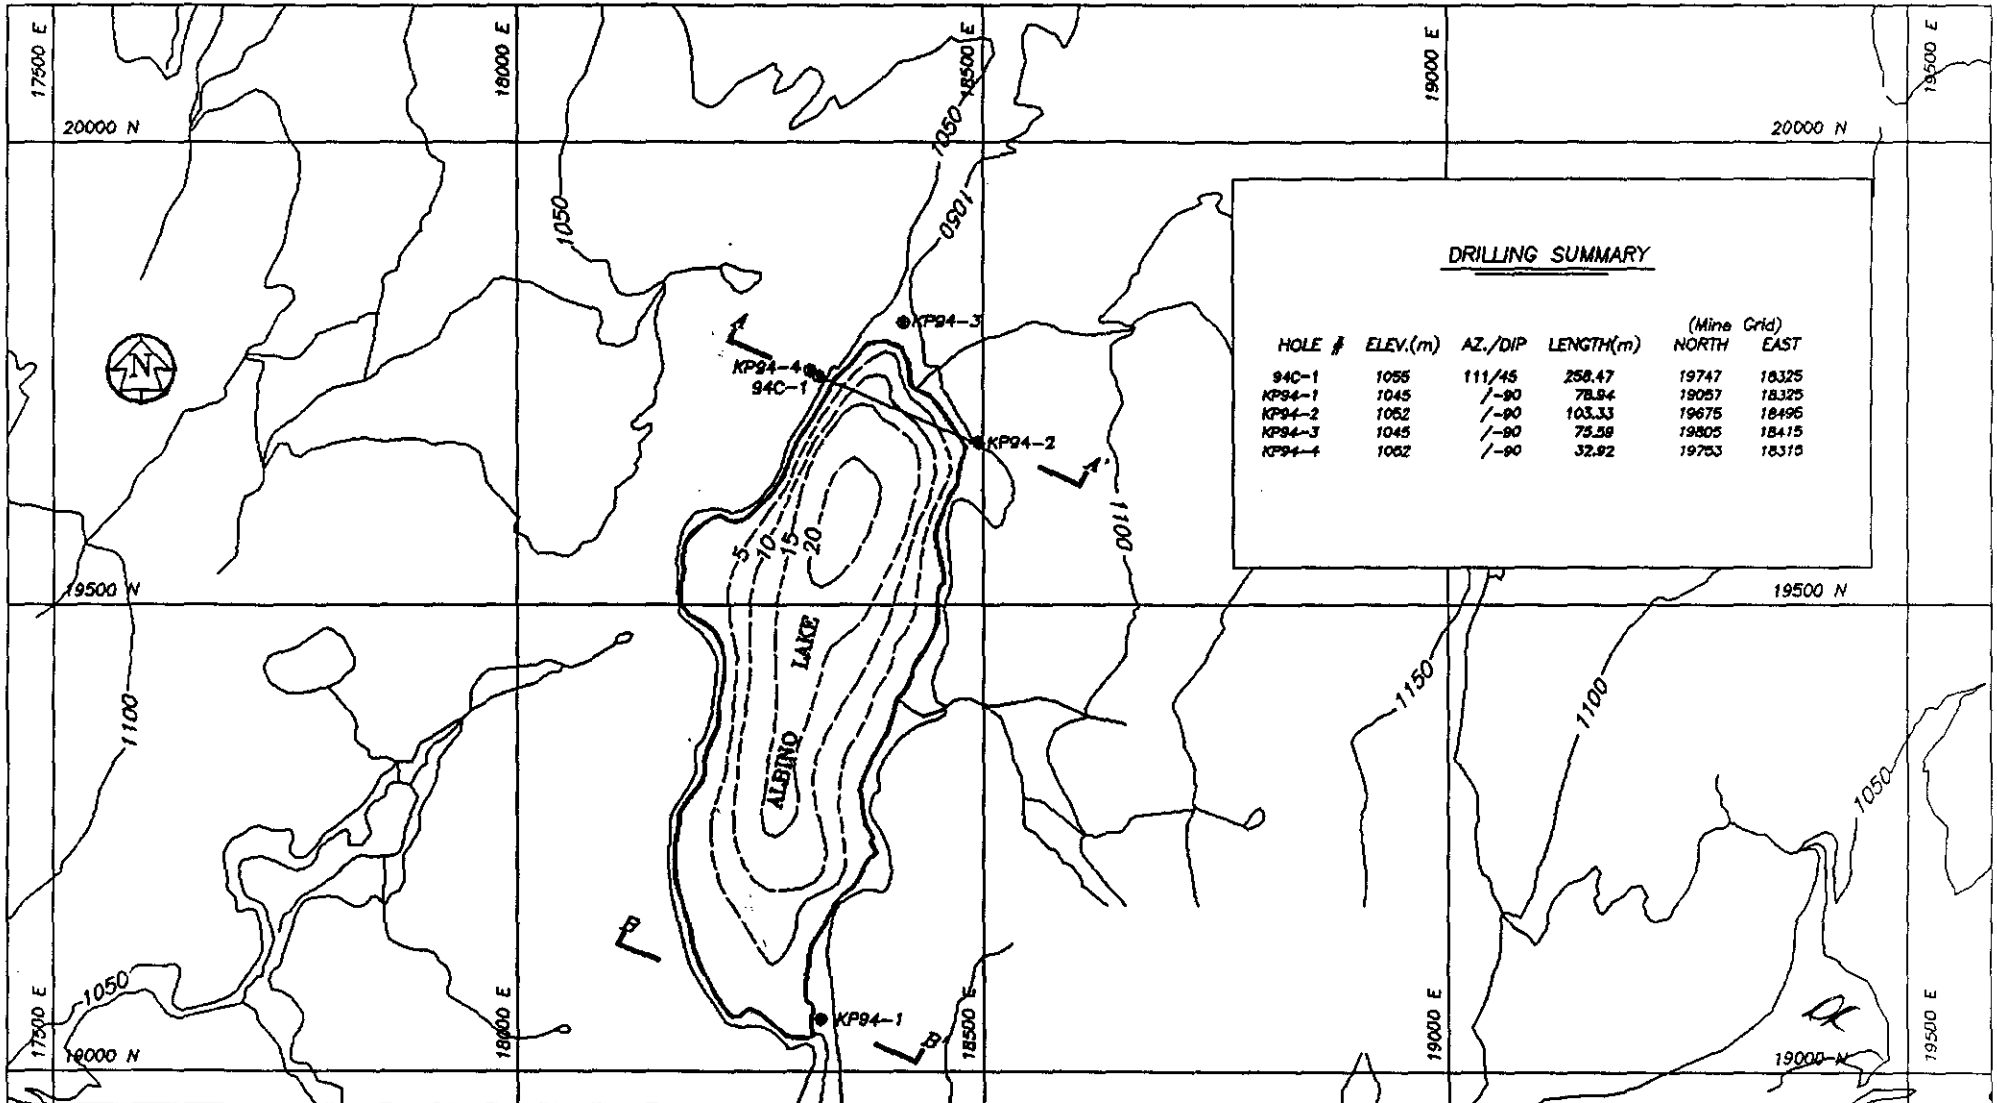 17500 E
18000 E
18500 E
19000 E
19500 E
20000 N
20000 N
1050
1050
1050
DRILLING SUMMARY
(Mine Grid)
HOLE # ELEV.(m) AZ./DIP LENGTH(m) NORTH EAST
94C-1 1055 111/45 258.47 19747 18325
KP94-1 1045 /-90 78.94 19057 18325
KP94-2 1052 /-90 103.33 19675 18495
KP94-3 1045 /-90 75.59 19805 18415
KP94-4 1062 /-90 32.92 19753 18315
N
A
KP94-3
KP94-4
94C-1
KP94-2
A'
1100
5 10 15 20
19500 N
19500 N
ALBINO LAKE
1100
1150
1100
1050
B
1050
KP94-1
B'
17500 E
18000 E
18500 E
19000 E
19500 E
19000 N
19000 N